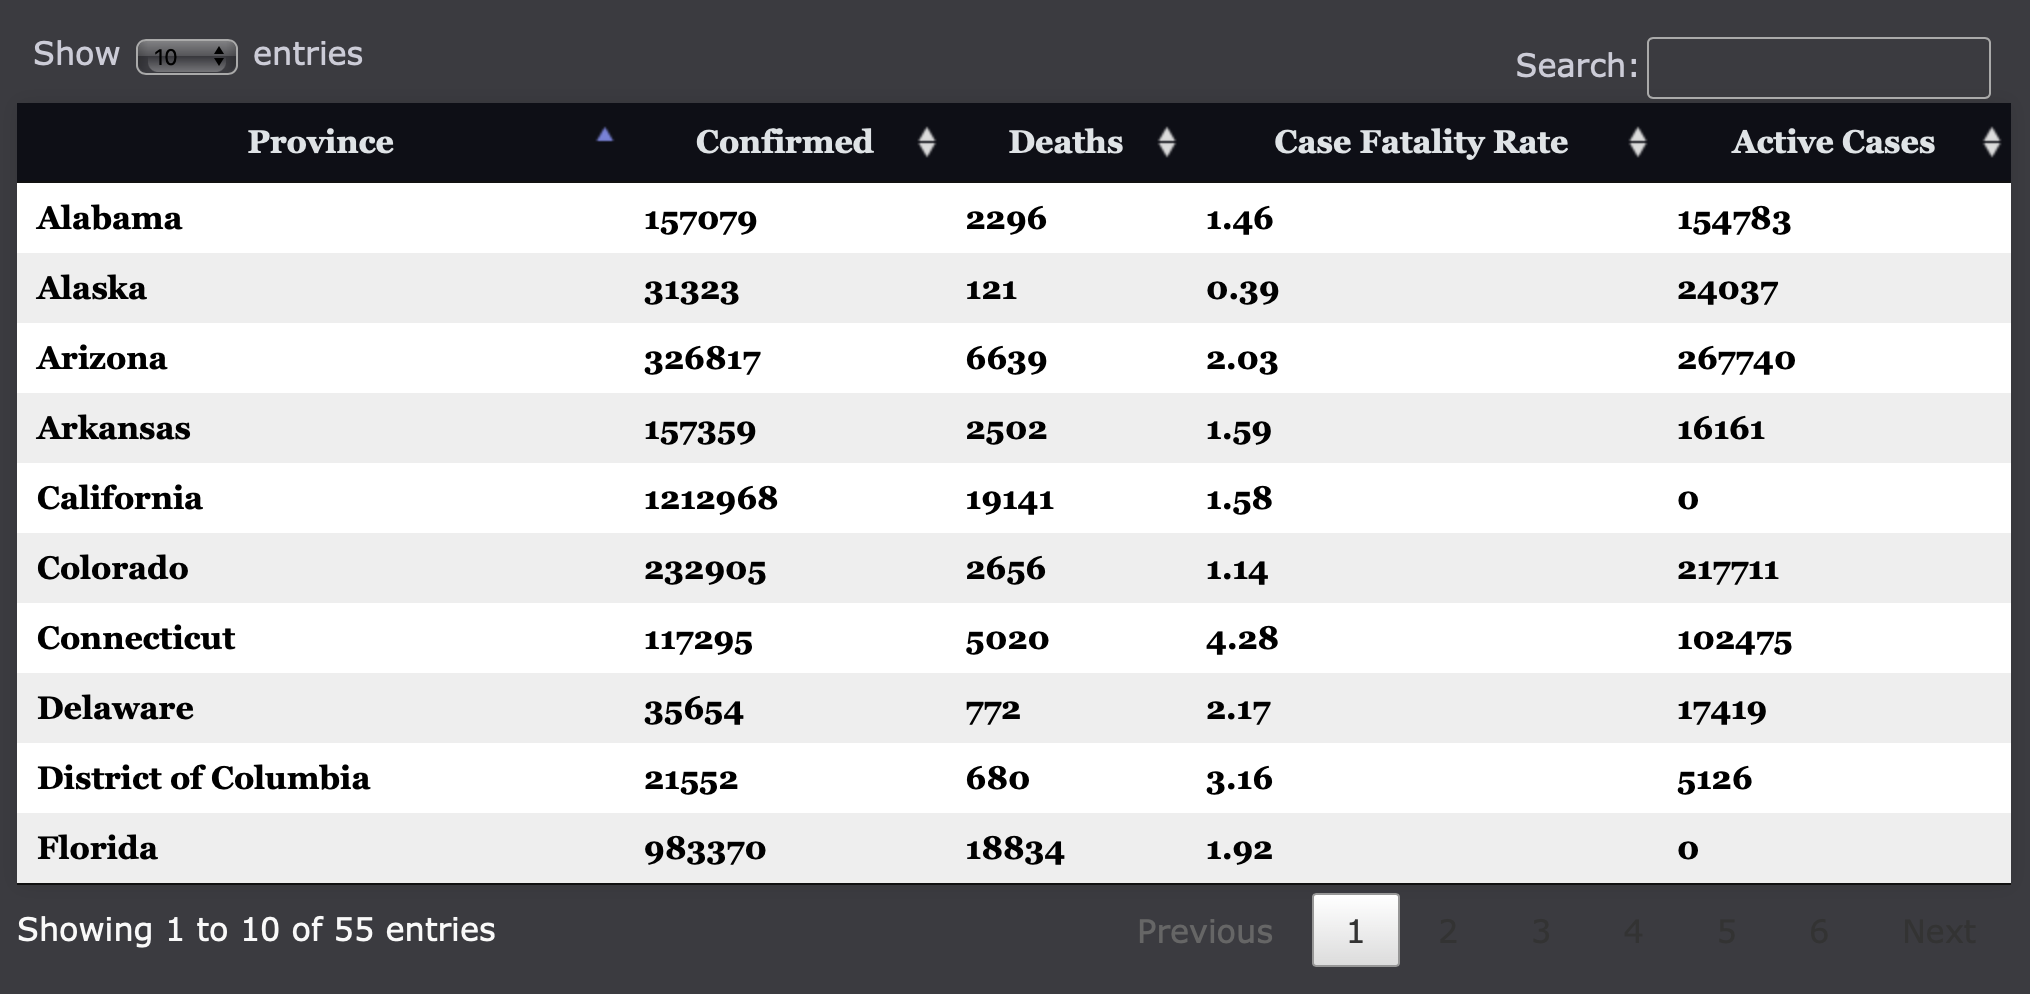 Show 10 entries
Search:
Province Confirmed Deaths Case Fatality Rate Active Cases
Alabama 157079 2296 1.46 154783
Alaska 31323 121 0.39 24037
Arizona 326817 6639 2.03 267740
Arkansas 157359 2502 1.59 16161
California 1212968 19141 1.58 0
Colorado 232905 2656 1.14 217711
Connecticut 117295 5020 4.28 102475
Delaware 35654 772 2.17 17419
District of Columbia 21552 680 3.16 5126
Florida 983370 18834 1.92 0
Showing 1 to 10 of 55 entries
Previous 1 2 3 4 5 6 Next